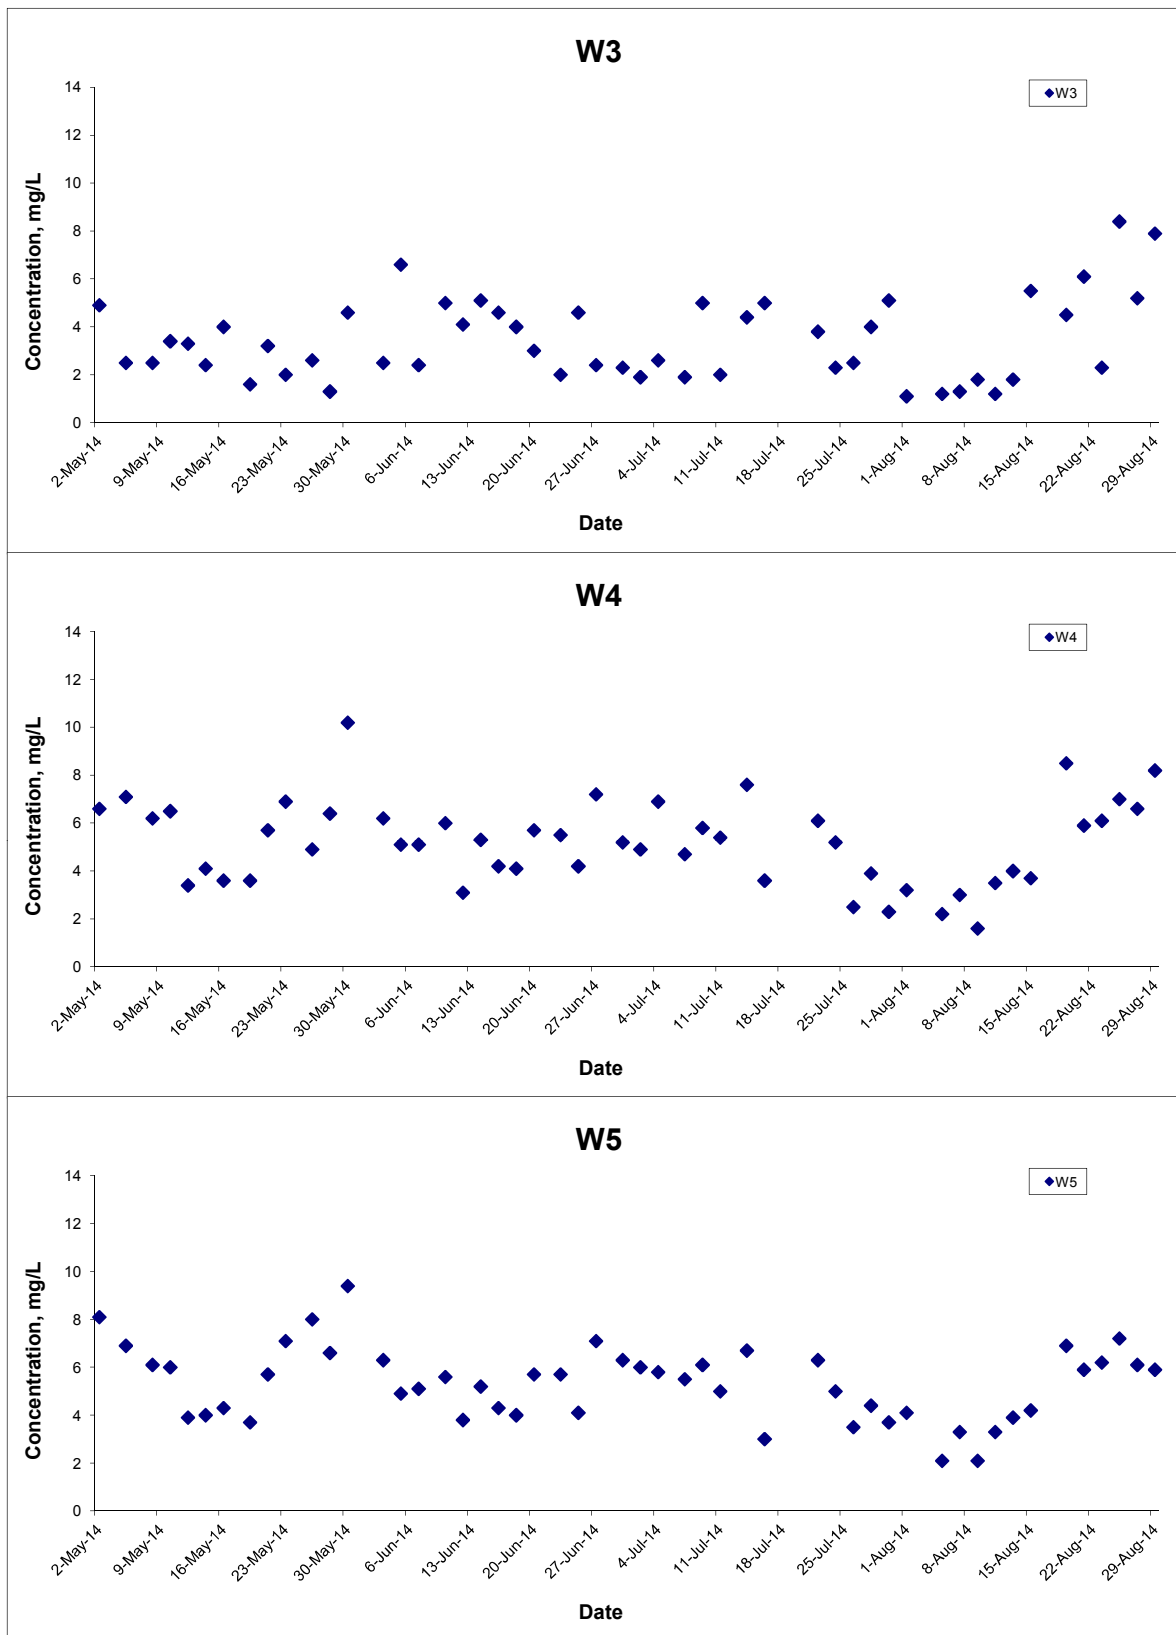 W3
W3
14
12
10
8
6
4
2
0
Concentration, mg/L
2-May-14
9-May-14
16-May-14
23-May-14
30-May-14
6-Jun-14
13-Jun-14
20-Jun-14
27-Jun-14
4-Jul-14
11-Jul-14
18-Jul-14
25-Jul-14
1-Aug-14
8-Aug-14
15-Aug-14
22-Aug-14
29-Aug-14
Date
W4
W4
14
12
10
8
6
4
2
0
Concentration, mg/L
2-May-14
9-May-14
16-May-14
23-May-14
30-May-14
6-Jun-14
13-Jun-14
20-Jun-14
27-Jun-14
4-Jul-14
11-Jul-14
18-Jul-14
25-Jul-14
1-Aug-14
8-Aug-14
15-Aug-14
22-Aug-14
29-Aug-14
Date
W5
W5
14
12
10
8
6
4
2
0
Concentration, mg/L
2-May-14
9-May-14
16-May-14
23-May-14
30-May-14
6-Jun-14
13-Jun-14
20-Jun-14
27-Jun-14
4-Jul-14
11-Jul-14
18-Jul-14
25-Jul-14
1-Aug-14
8-Aug-14
15-Aug-14
22-Aug-14
29-Aug-14
Date